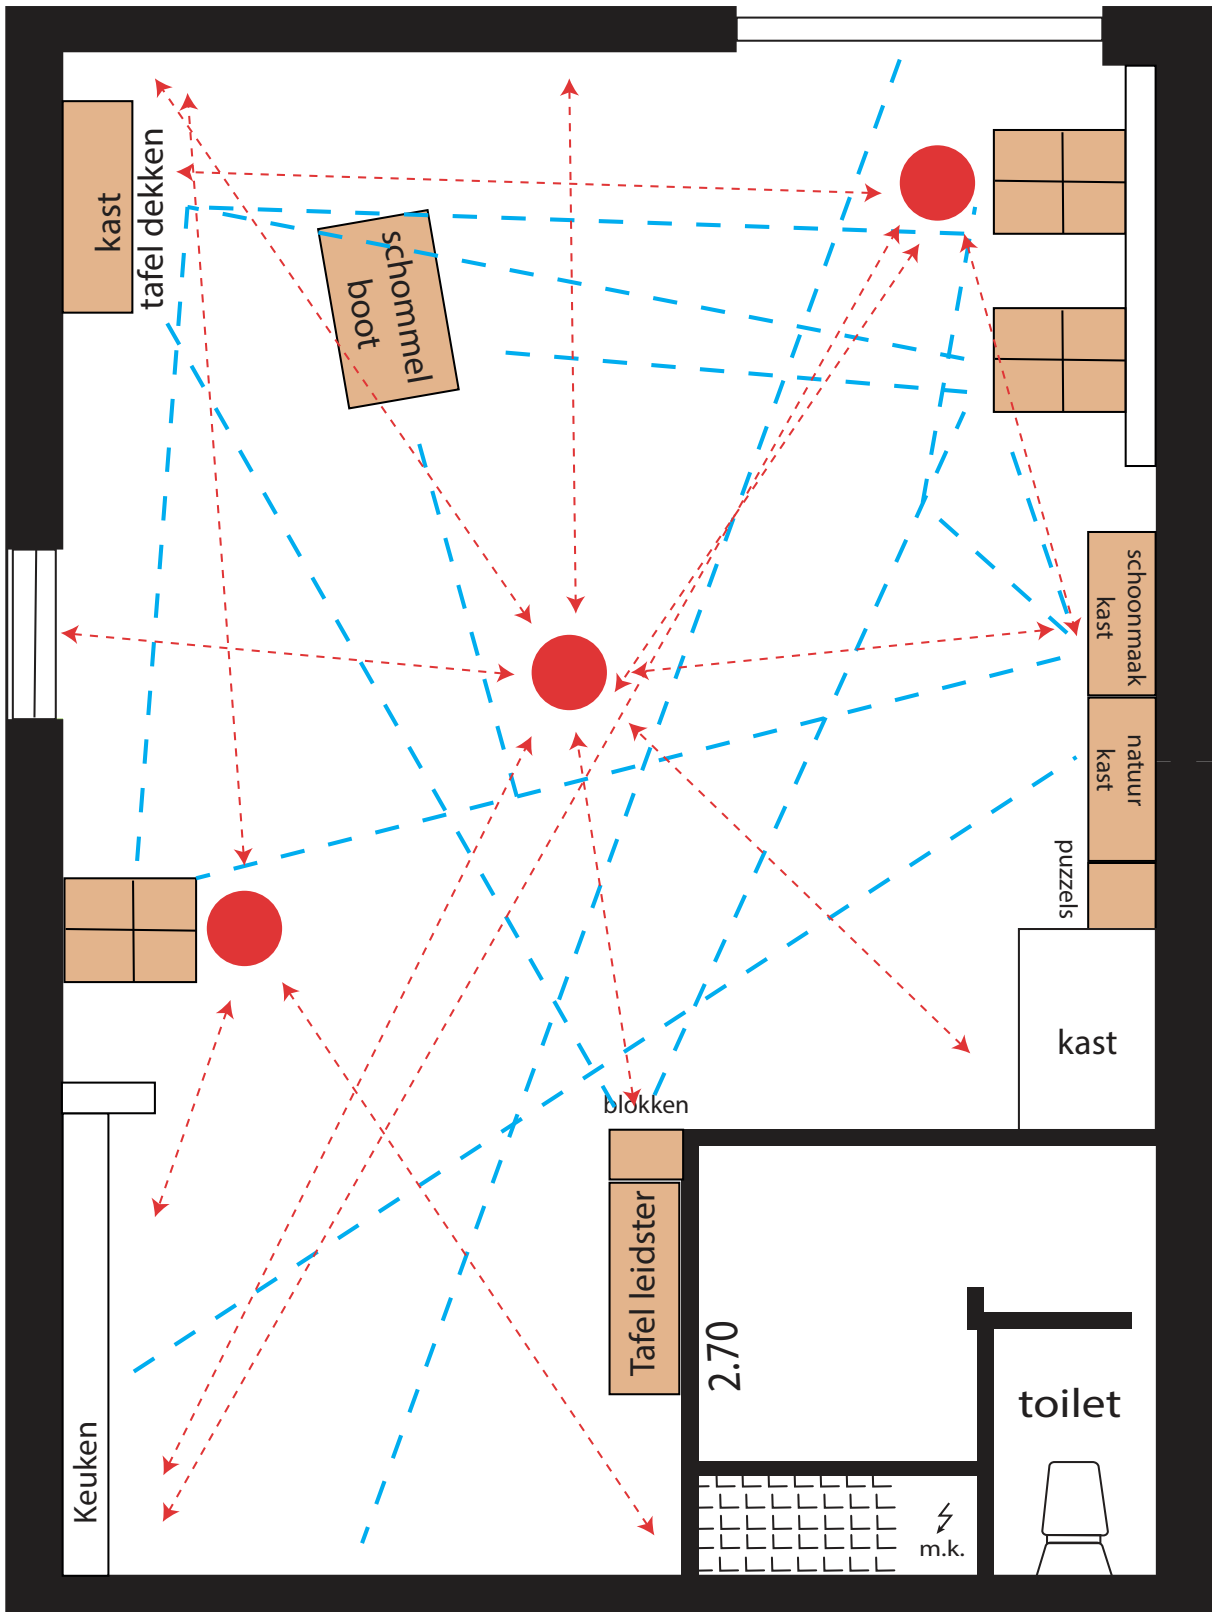 kast
tafel dekken
schommel
boot
schoonmaak
kast
natuur
kast
puzzels
kast
blokken
Tafel leidster
2.70
toilet
Keuken
m.k.